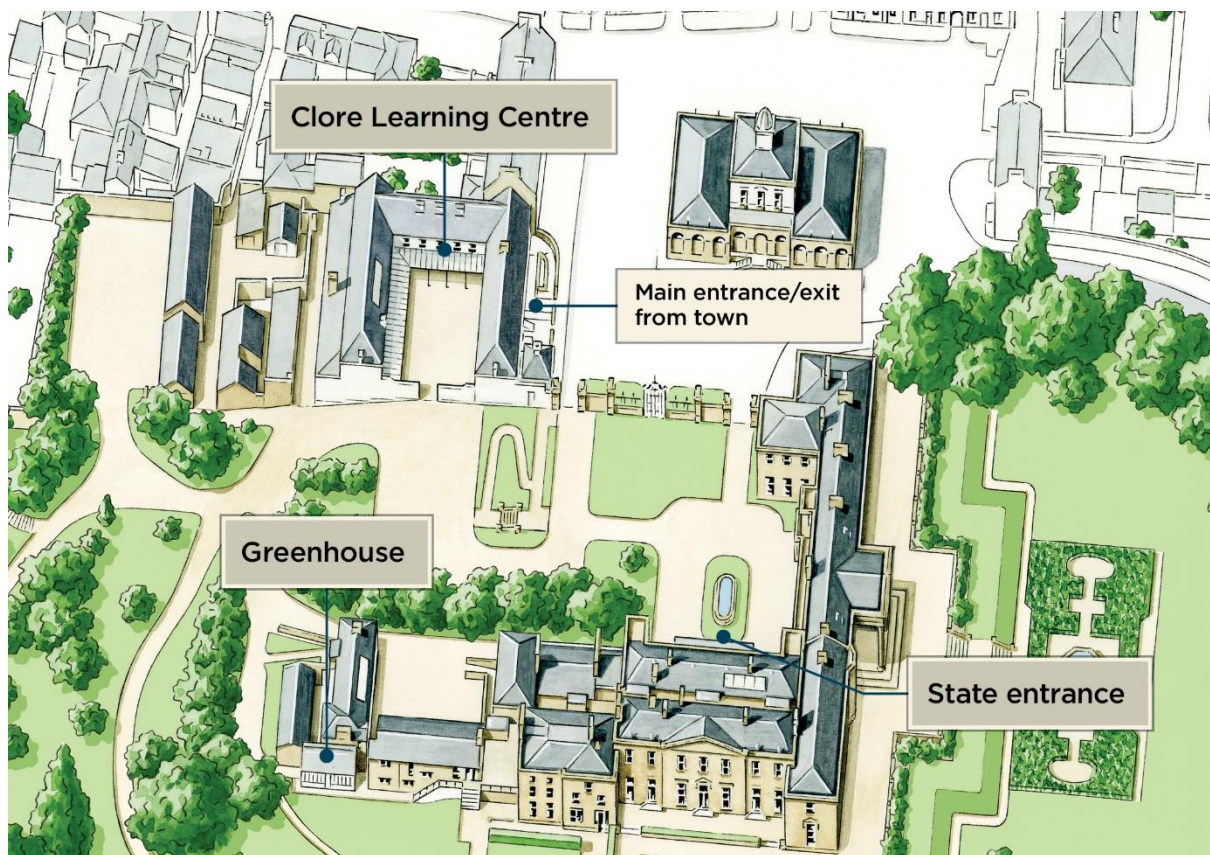 Clore Learning Centre
Main entrance/exit
from town
Greenhouse
State entrance